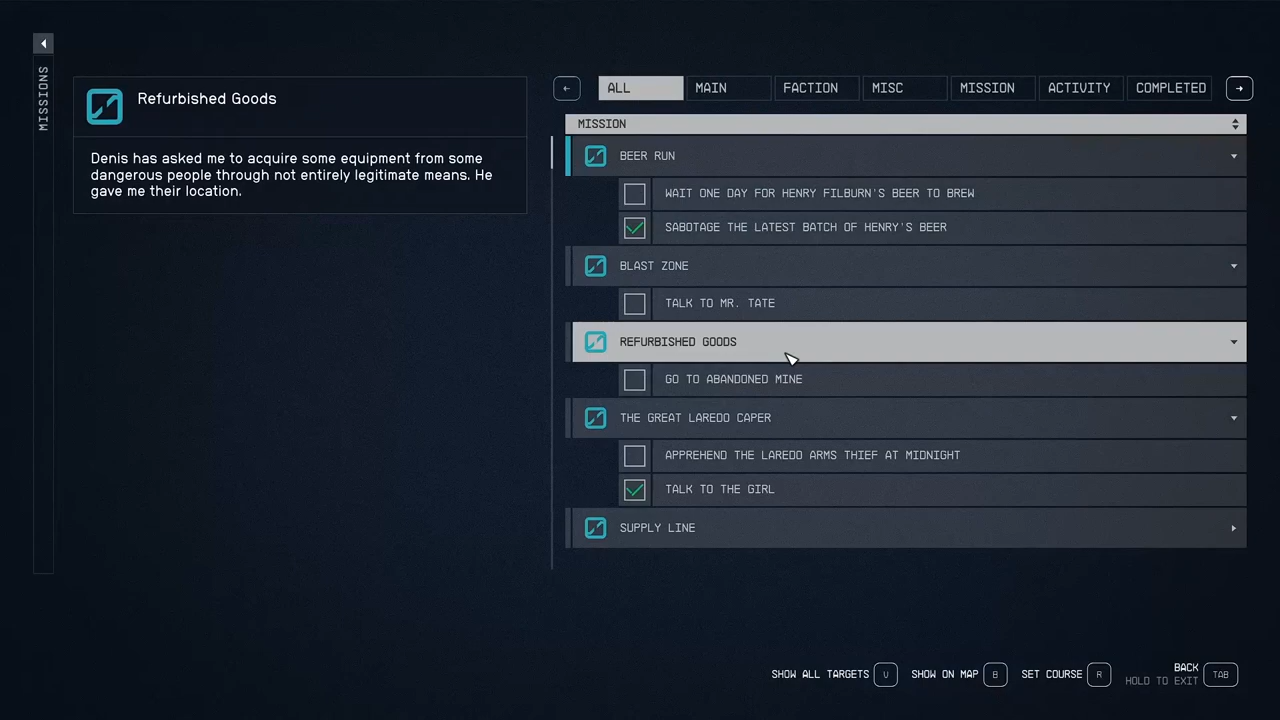 MISSIONS
Refurbished Goods
Denis has asked me to acquire some equipment from some
dangerous people through not entirely legitimate means. He
gave me their location.
ALL MAIN FACTION MISC MISSION ACTIVITY COMPLETED
MISSION
BEER RUN
WAIT ONE DAY FOR HENRY FILBURN'S BEER TO BREW
SABOTAGE THE LATEST BATCH OF HENRY'S BEER
BLAST ZONE
TALK TO MR. TATE
REFURBISHED GOODS
GO TO ABANDONED MINE
THE GREAT LAREDO CAPER
APPREHEND THE LAREDO ARMS THIEF AT MIDNIGHT
TALK TO THE GIRL
SUPPLY LINE
SHOW ALL TARGETS V SHOW ON MAP B SET COURSE R BACK TAB
HOLD TO EXIT